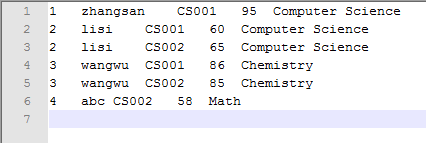 1 1 zhangsan CS001 95 Computer Science
2 2 lisi CS001 60 Computer Science
3 2 lisi CS002 65 Computer Science
4 3 wangwu CS001 86 Chemistry
5 3 wangwu CS002 85 Chemistry
6 4 abc CS002 58 Math
7